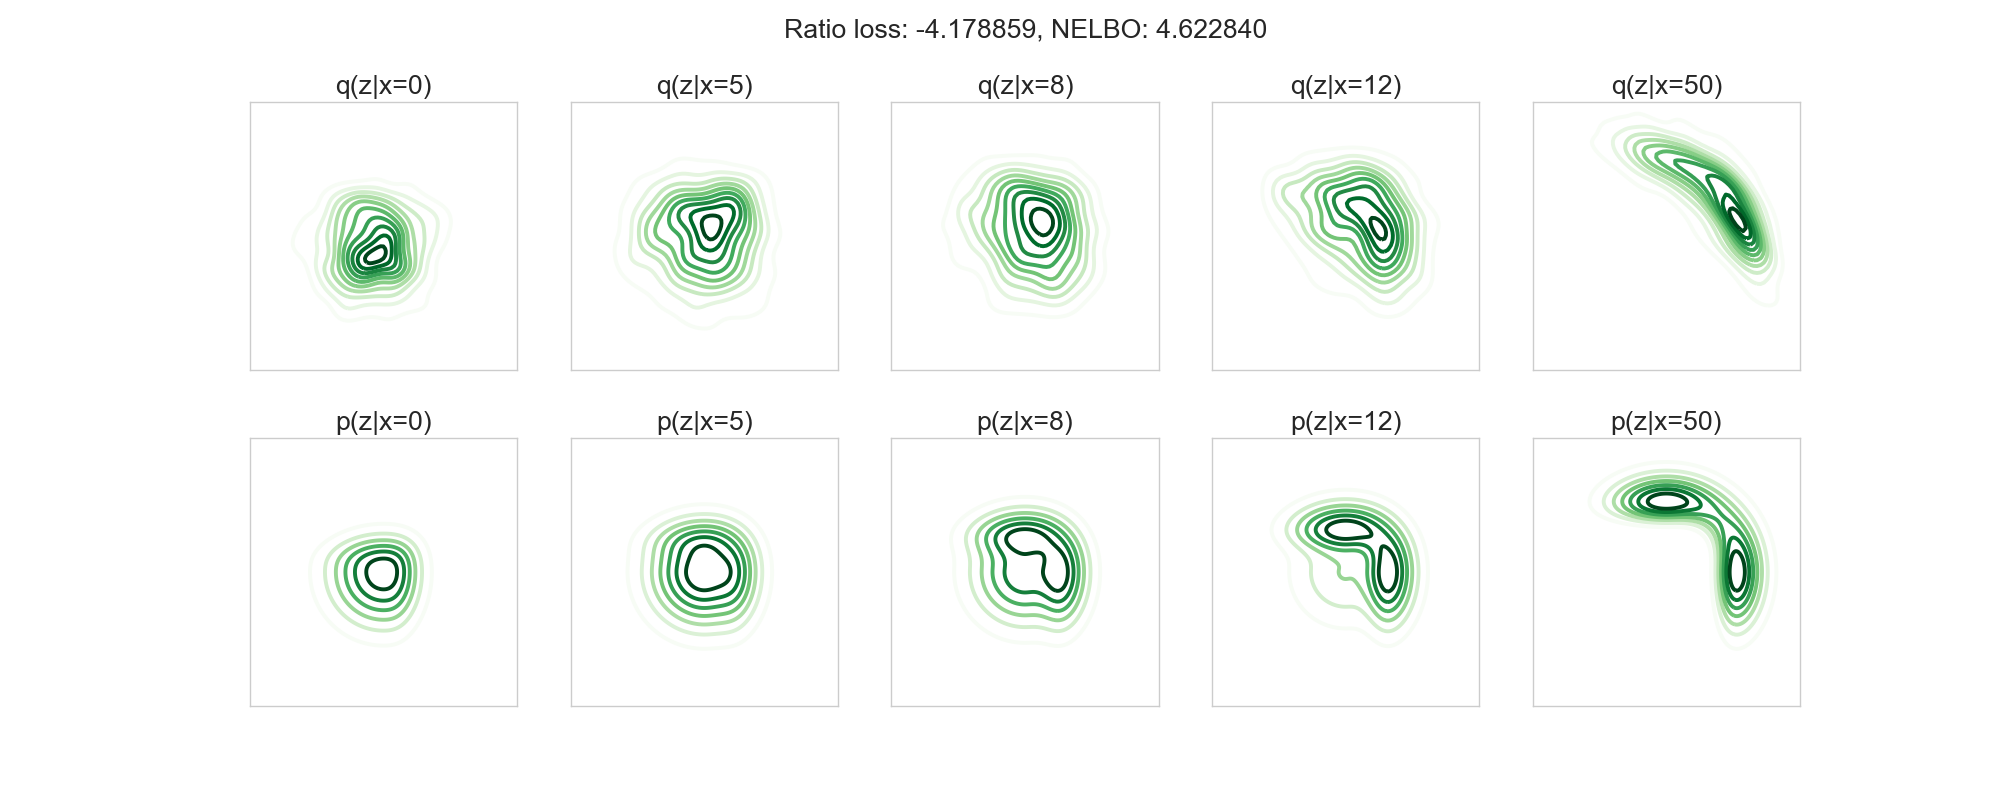 Ratio loss: -4.178859, NELBO: 4.622840
q(z|x=0) q(z|x=5) q(z|x=8) q(z|x=12) q(z|x=50)
p(z|x=0) p(z|x=5) p(z|x=8) p(z|x=12) p(z|x=50)